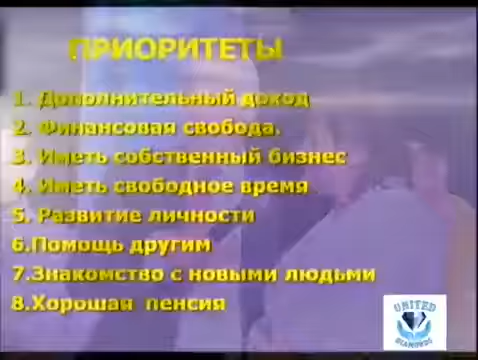 ПРИОРИТЕТЫ
1. Дополнительный доход
2. Финансовая свобода.
3. Иметь собственный бизнес
4. Иметь свободное время
5. Развитие личности
6.Помощь другим
7.Знакомство с новыми людьми
8.Хорошая пенсия
UNITED
DIAMONDS